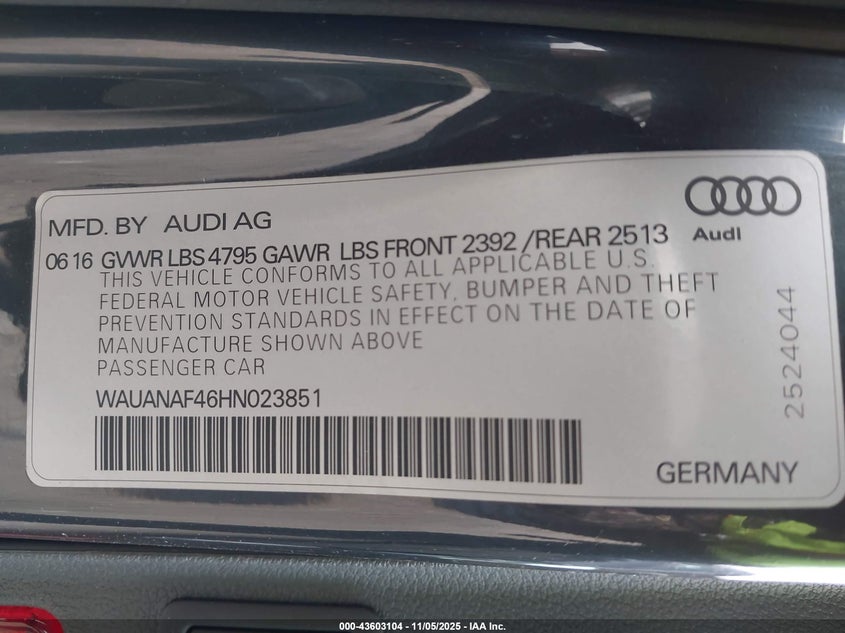 MFD. BY AUDI AG
Audi
06 16 GVWR LBS 4795 GAWR LBS FRONT 2392 /REAR 2513
THIS VEHICLE CONFORMS TO ALL APPLICABLE U.S.
FEDERAL MOTOR VEHICLE SAFETY, BUMPER AND THEFT
PREVENTION STANDARDS IN EFFECT ON THE DATE OF
MANUFACTURE SHOWN ABOVE
PASSENGER CAR
WAUANAF46HN023851
2524044
GERMANY
000-43603104 - 11/05/2025 - IAA Inc.